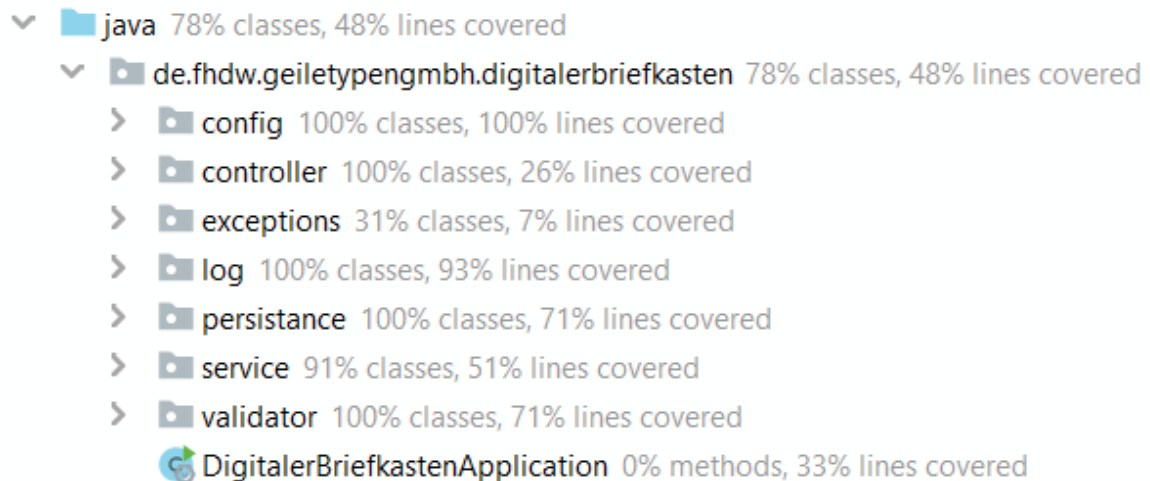 java 78% classes, 48% lines covered
de.fhdw.geiletypengmbh.digitalerbriefkasten 78% classes, 48% lines covered
config 100% classes, 100% lines covered
controller 100% classes, 26% lines covered
exceptions 31% classes, 7% lines covered
log 100% classes, 93% lines covered
persistance 100% classes, 71% lines covered
service 91% classes, 51% lines covered
validator 100% classes, 71% lines covered
DigitalerBriefkastenApplication 0% methods, 33% lines covered